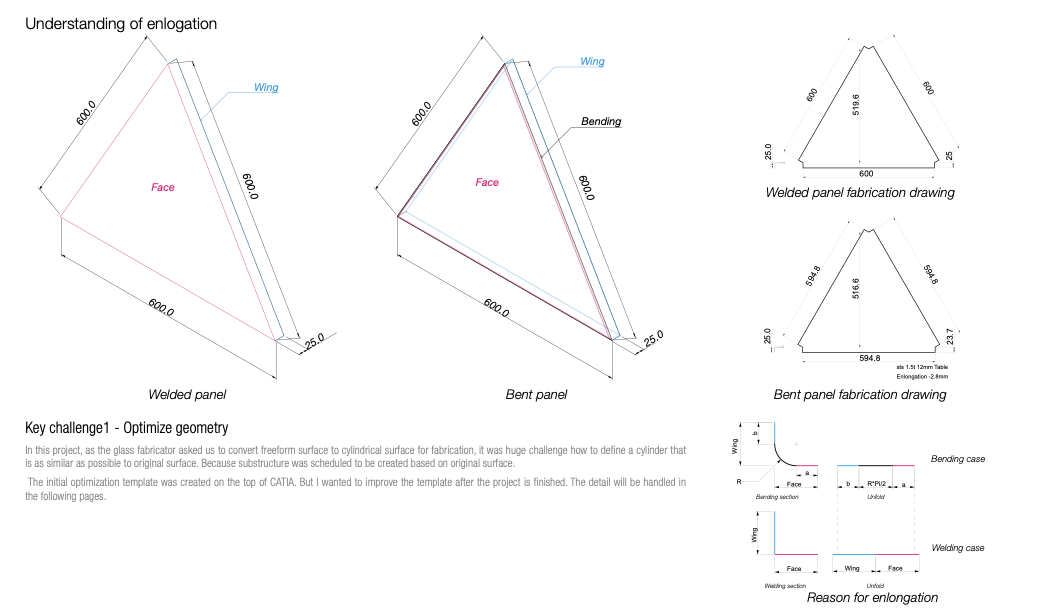 Understanding of enlogation
600.0
Wing
Face
600.0
600.0
25.0
Welded panel
600.0
Wing
Bending
Face
600.0
600.0
25.0
Bent panel
600
600
519.6
25.0
25
600
Welded panel fabrication drawing
594.8
594.8
516.6
25.0
23.7
594.8
sts 1.5t 12mm Table
Enlongation -2.8mm
Bent panel fabrication drawing
Key challenge1 - Optimize geometry
In this project, as the glass fabricator asked us to convert freeform surface to cylindrical surface for fabrication, it was huge challenge how to define a cylinder that
is as similar as possible to original surface. Because substructure was scheduled to be created based on original surface.
The initial optimization template was created on the top of CATIA. But I wanted to improve the template after the project is finished. The detail will be handled in
the following pages.
Wing
b
R
a
Face
Bending section
b
R*Pi/2
a
Unfold
Bending case
Wing
Face
Welding section
Wing
Face
Unfold
Welding case
Reason for enlongation